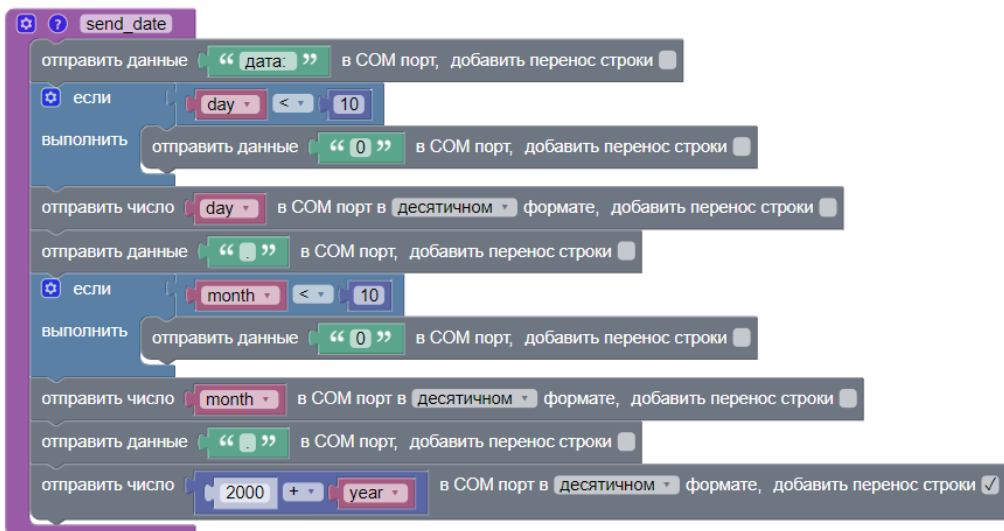 ? send_date
отправить данные “ дата: ” в COM порт, добавить перенос строки
если day < 10
выполнить отправить данные “ 0 ” в COM порт, добавить перенос строки
отправить число day в COM порт в десятичном формате, добавить перенос строки
отправить данные “ . ” в COM порт, добавить перенос строки
если month < 10
выполнить отправить данные “ 0 ” в COM порт, добавить перенос строки
отправить число month в COM порт в десятичном формате, добавить перенос строки
отправить данные “ . ” в COM порт, добавить перенос строки
отправить число 2000 + year в COM порт в десятичном формате, добавить перенос строки